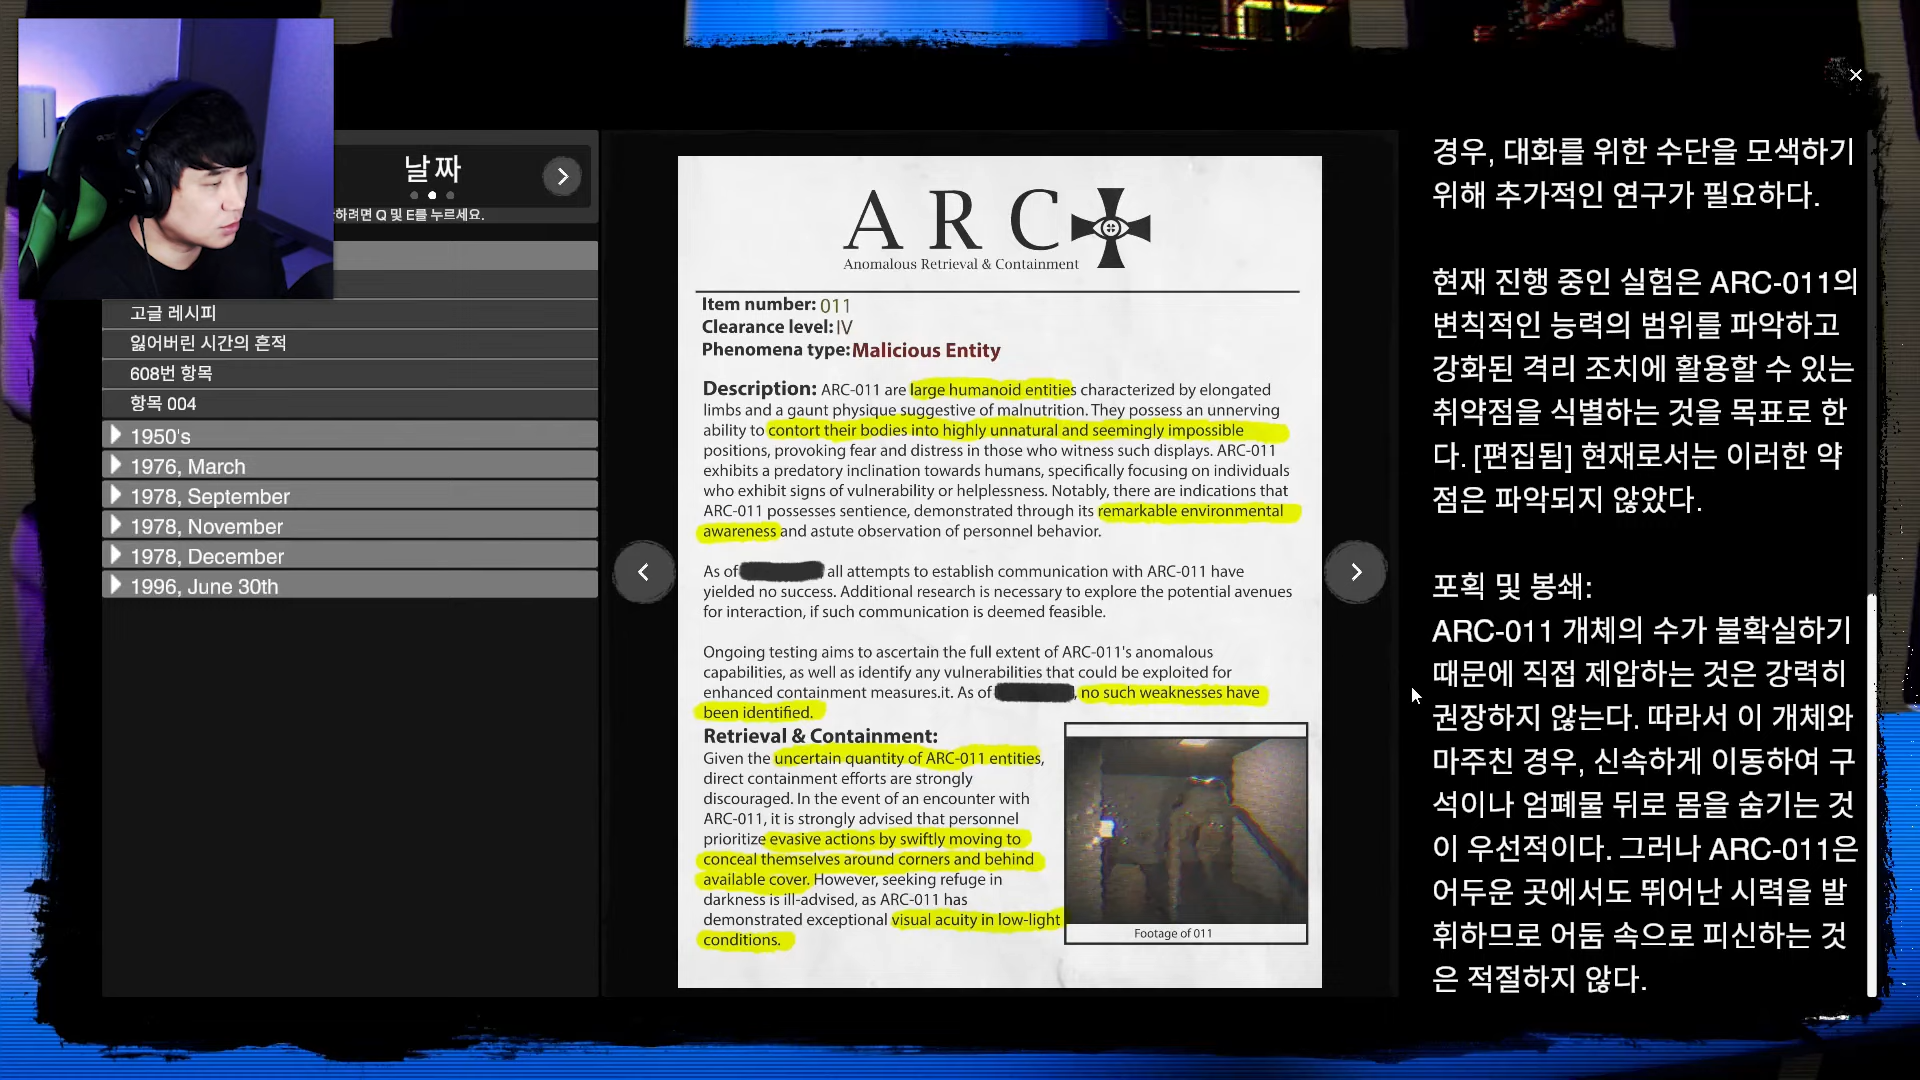 날짜
하려면 Q 및 E를 누르세요.
고글 레시피
잃어버린 시간의 흔적
608번 항목
항목 004
1950's
1976, March
1978, September
1978, November
1978, December
1996, June 30th
ARC
Anomalous Retrieval & Containment
Item number: 011
Clearance level: IV
Phenomena type: Malicious Entity
Description: ARC-011 are large humanoid entities characterized by elongated
limbs and a gaunt physique suggestive of malnutrition. They possess an unnerving
ability to contort their bodies into highly unnatural and seemingly impossible
positions, provoking fear and distress in those who witness such displays. ARC-011
exhibits a predatory inclination towards humans, specifically focusing on individuals
who exhibit signs of vulnerability or helplessness. Notably, there are indications that
ARC-011 possesses sentience, demonstrated through its remarkable environmental
awareness and astute observation of personnel behavior.
As of all attempts to establish communication with ARC-011 have
yielded no success. Additional research is necessary to explore the potential avenues
for interaction, if such communication is deemed feasible.
Ongoing testing aims to ascertain the full extent of ARC-011's anomalous
capabilities, as well as identify any vulnerabilities that could be exploited for
enhanced containment measures.it. As of , no such weaknesses have
been identified.
Retrieval & Containment:
Given the uncertain quantity of ARC-011 entities,
direct containment efforts are strongly
discouraged. In the event of an encounter with
ARC-011, it is strongly advised that personnel
prioritize evasive actions by swiftly moving to
conceal themselves around corners and behind
available cover. However, seeking refuge in
darkness is ill-advised, as ARC-011 has
demonstrated exceptional visual acuity in low-light
conditions.
Footage of 011
경우, 대화를 위한 수단을 모색하기
위해 추가적인 연구가 필요하다.
현재 진행 중인 실험은 ARC-011의
변칙적인 능력의 범위를 파악하고
강화된 격리 조치에 활용할 수 있는
취약점을 식별하는 것을 목표로 한
다. [편집됨] 현재로서는 이러한 약
점은 파악되지 않았다.
포획 및 봉쇄:
ARC-011 개체의 수가 불확실하기
때문에 직접 제압하는 것은 강력히
권장하지 않는다. 따라서 이 개체와
마주친 경우, 신속하게 이동하여 구
석이나 엄폐물 뒤로 몸을 숨기는 것
이 우선적이다. 그러나 ARC-011은
어두운 곳에서도 뛰어난 시력을 발
휘하므로 어둠 속으로 피신하는 것
은 적절하지 않다.